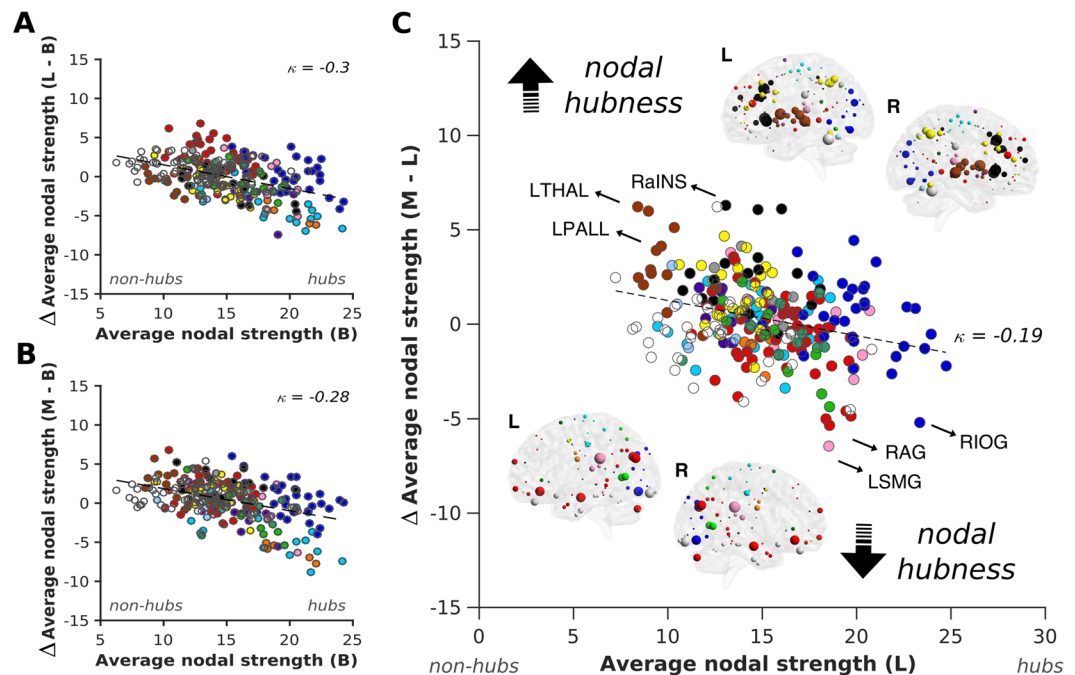 A
15
10
5
0
-5
-10
-15
κ = -0.3
Δ Average nodal strength (L - B)
non-hubs
hubs
5
10
15
20
25
Average nodal strength (B)
B
15
10
5
0
-5
-10
-15
κ = -0.28
Δ Average nodal strength (M - B)
non-hubs
hubs
5
10
15
20
25
Average nodal strength (B)
C
15
10
5
0
-5
-10
-15
Δ Average nodal strength (M - L)
nodal
hubness
L
R
LTHAL
RaINS
LPALL
κ = -0.19
RIOG
RAG
LSMG
L
R
nodal
hubness
0
5
10
15
20
25
30
non-hubs
Average nodal strength (L)
hubs